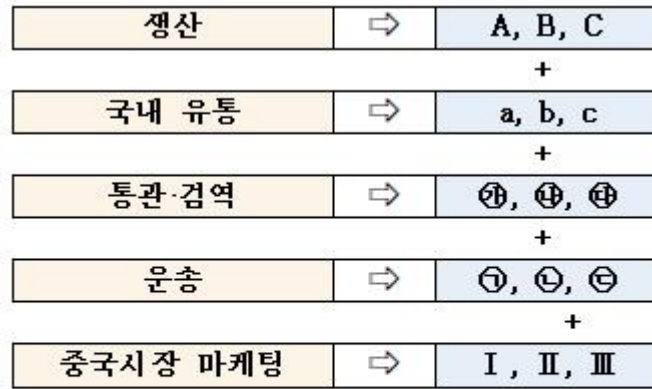 생산 ⇨ A, B, C
+
국내 유통 ⇨ a, b, c
+
통관·검역 ⇨ ㉮, ㉯, ㉰
+
운송 ⇨ ㉠, ㉡, ㉢
+
중국시장 마케팅 ⇨ Ⅰ, Ⅱ, Ⅲ